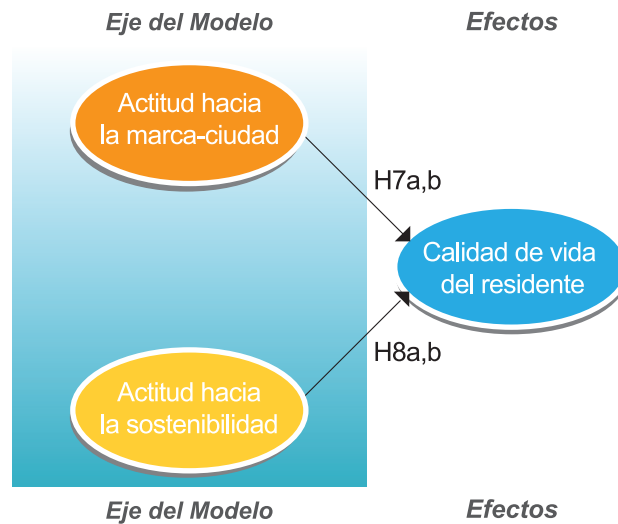 Eje del Modelo
Efectos
Actitud hacia
la marca-ciudad
H7a,b
Calidad de vida
del residente
H8a,b
Actitud hacia
la sostenibilidad
Eje del Modelo
Efectos